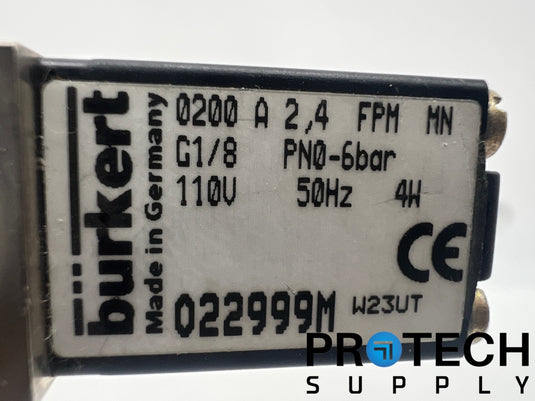 bürkert
Made in Germany
0200 A 2,4 FPM MN
G1/8 PN0-6bar
110V 50Hz 4W
CE
022999M W23UT
PROTECH
SUPPLY